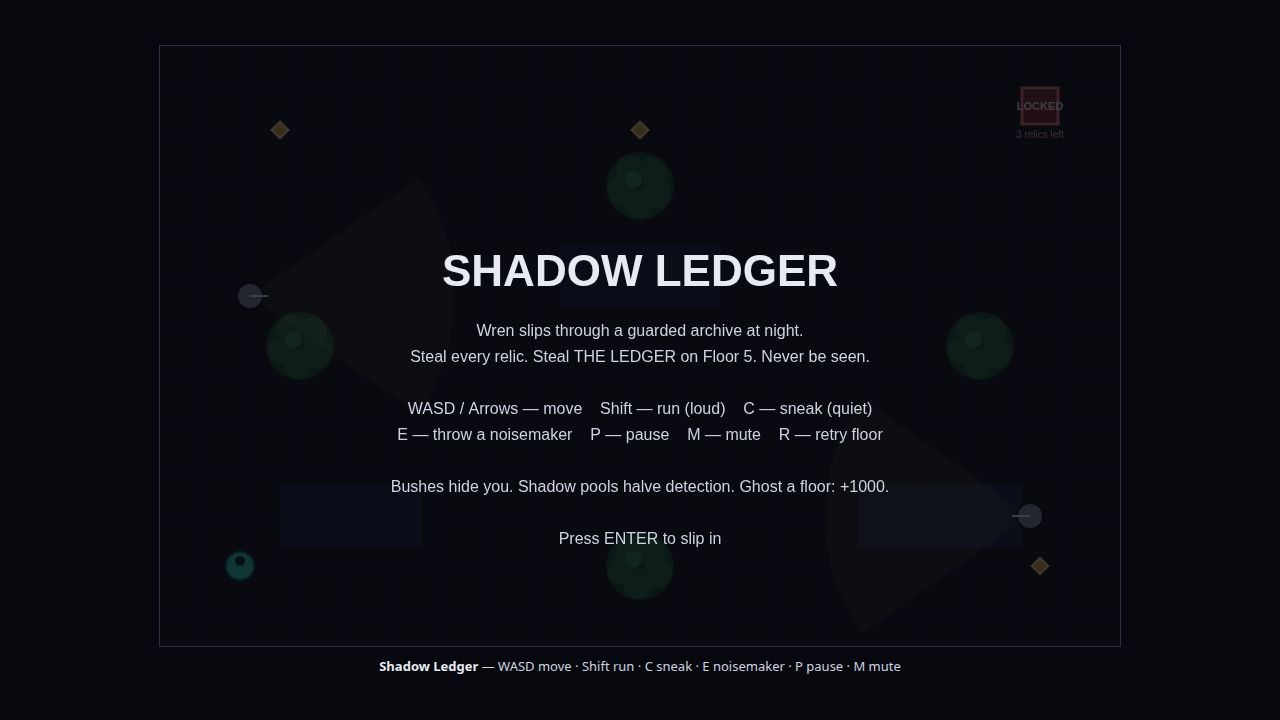 LOCKED
3 relics left
SHADOW LEDGER
Wren slips through a guarded archive at night.
Steal every relic. Steal THE LEDGER on Floor 5. Never be seen.
WASD / Arrows — move    Shift — run (loud)    C — sneak (quiet)
E — throw a noisemaker    P — pause    M — mute    R — retry floor
Bushes hide you. Shadow pools halve detection. Ghost a floor: +1000.
Press ENTER to slip in
Shadow Ledger — WASD move · Shift run · C sneak · E noisemaker · P pause · M mute